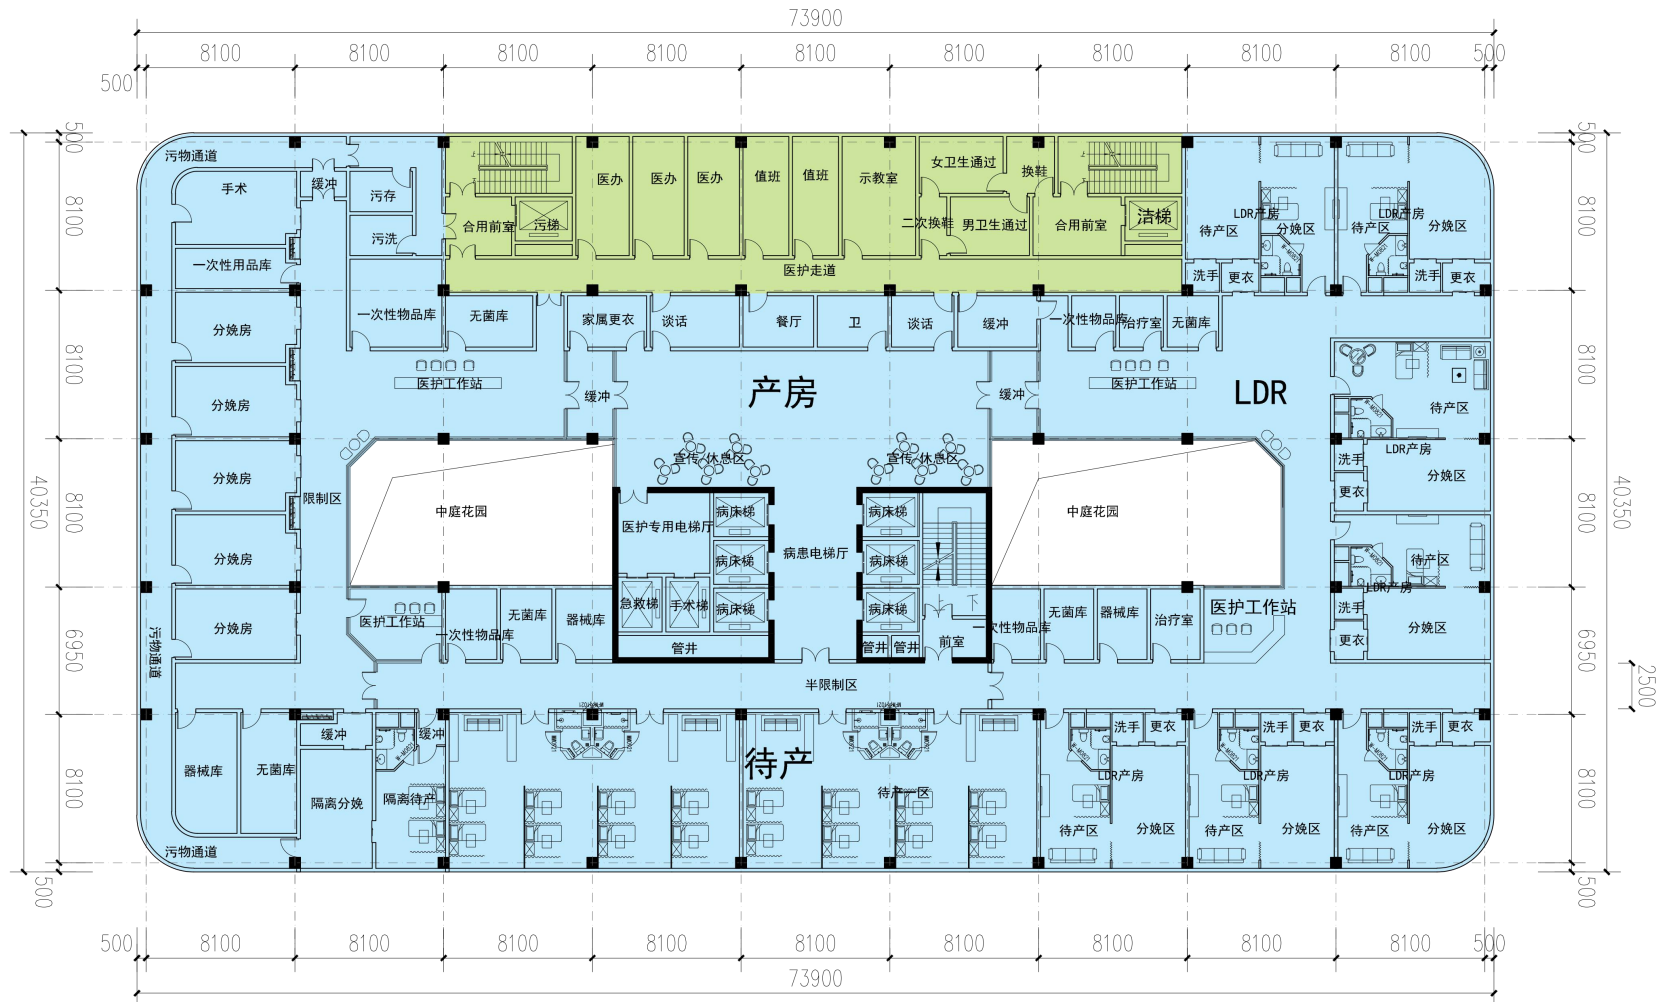 73900
8100 8100 8100 8100 8100 8100 8100 8100 8100 500
500
500
500
污物通道
手术
缓冲
污存
污洗
一次性用品库
合用前室
污梯
医办
医办
医办
值班
值班
示教室
女卫生通过
换鞋
二次换鞋
男卫生通过
合用前室
洁梯
医护走道
LDR产房
待产区
分娩区
洗手
更衣
LDR产房
待产区
分娩区
洗手
更衣
8100
8100
分娩房
一次性物品库
无菌库
家属更衣
谈话
餐厅
卫
谈话
缓冲
一次性物品库
治疗室
无菌库
8100
8100
分娩房
医护工作站
缓冲
产房
缓冲
医护工作站
LDR
待产区
宣传 休息区
宣传 休息区
洗手
LDR产房
分娩区
更衣
40350
40350
8100
8100
分娩房
限制区
中庭花园
医护专用电梯厅
病床梯
病患电梯厅
病床梯
中庭花园
分娩房
病床梯
病床梯
待产区
LDR产房
洗手
分娩区
更衣
分娩房
急救梯
手术梯
病床梯
病床梯
上
下
医护工作站
一次性物品库
无菌库
器械库
管井
管井
管井
前室
一次性物品库
无菌库
器械库
治疗室
医护工作站
6950
6950
2500
污物通道
半限制区
器械库
无菌库
缓冲
缓冲
隔离分娩
隔离待产
待产
待产一区
洗手
更衣
LDR产房
待产区
分娩区
洗手
更衣
LDR产房
待产区
分娩区
洗手
更衣
LDR产房
待产区
分娩区
8100
8100
污物通道
500
500
500 8100 8100 8100 8100 8100 8100 8100 8100 8100 500
73900